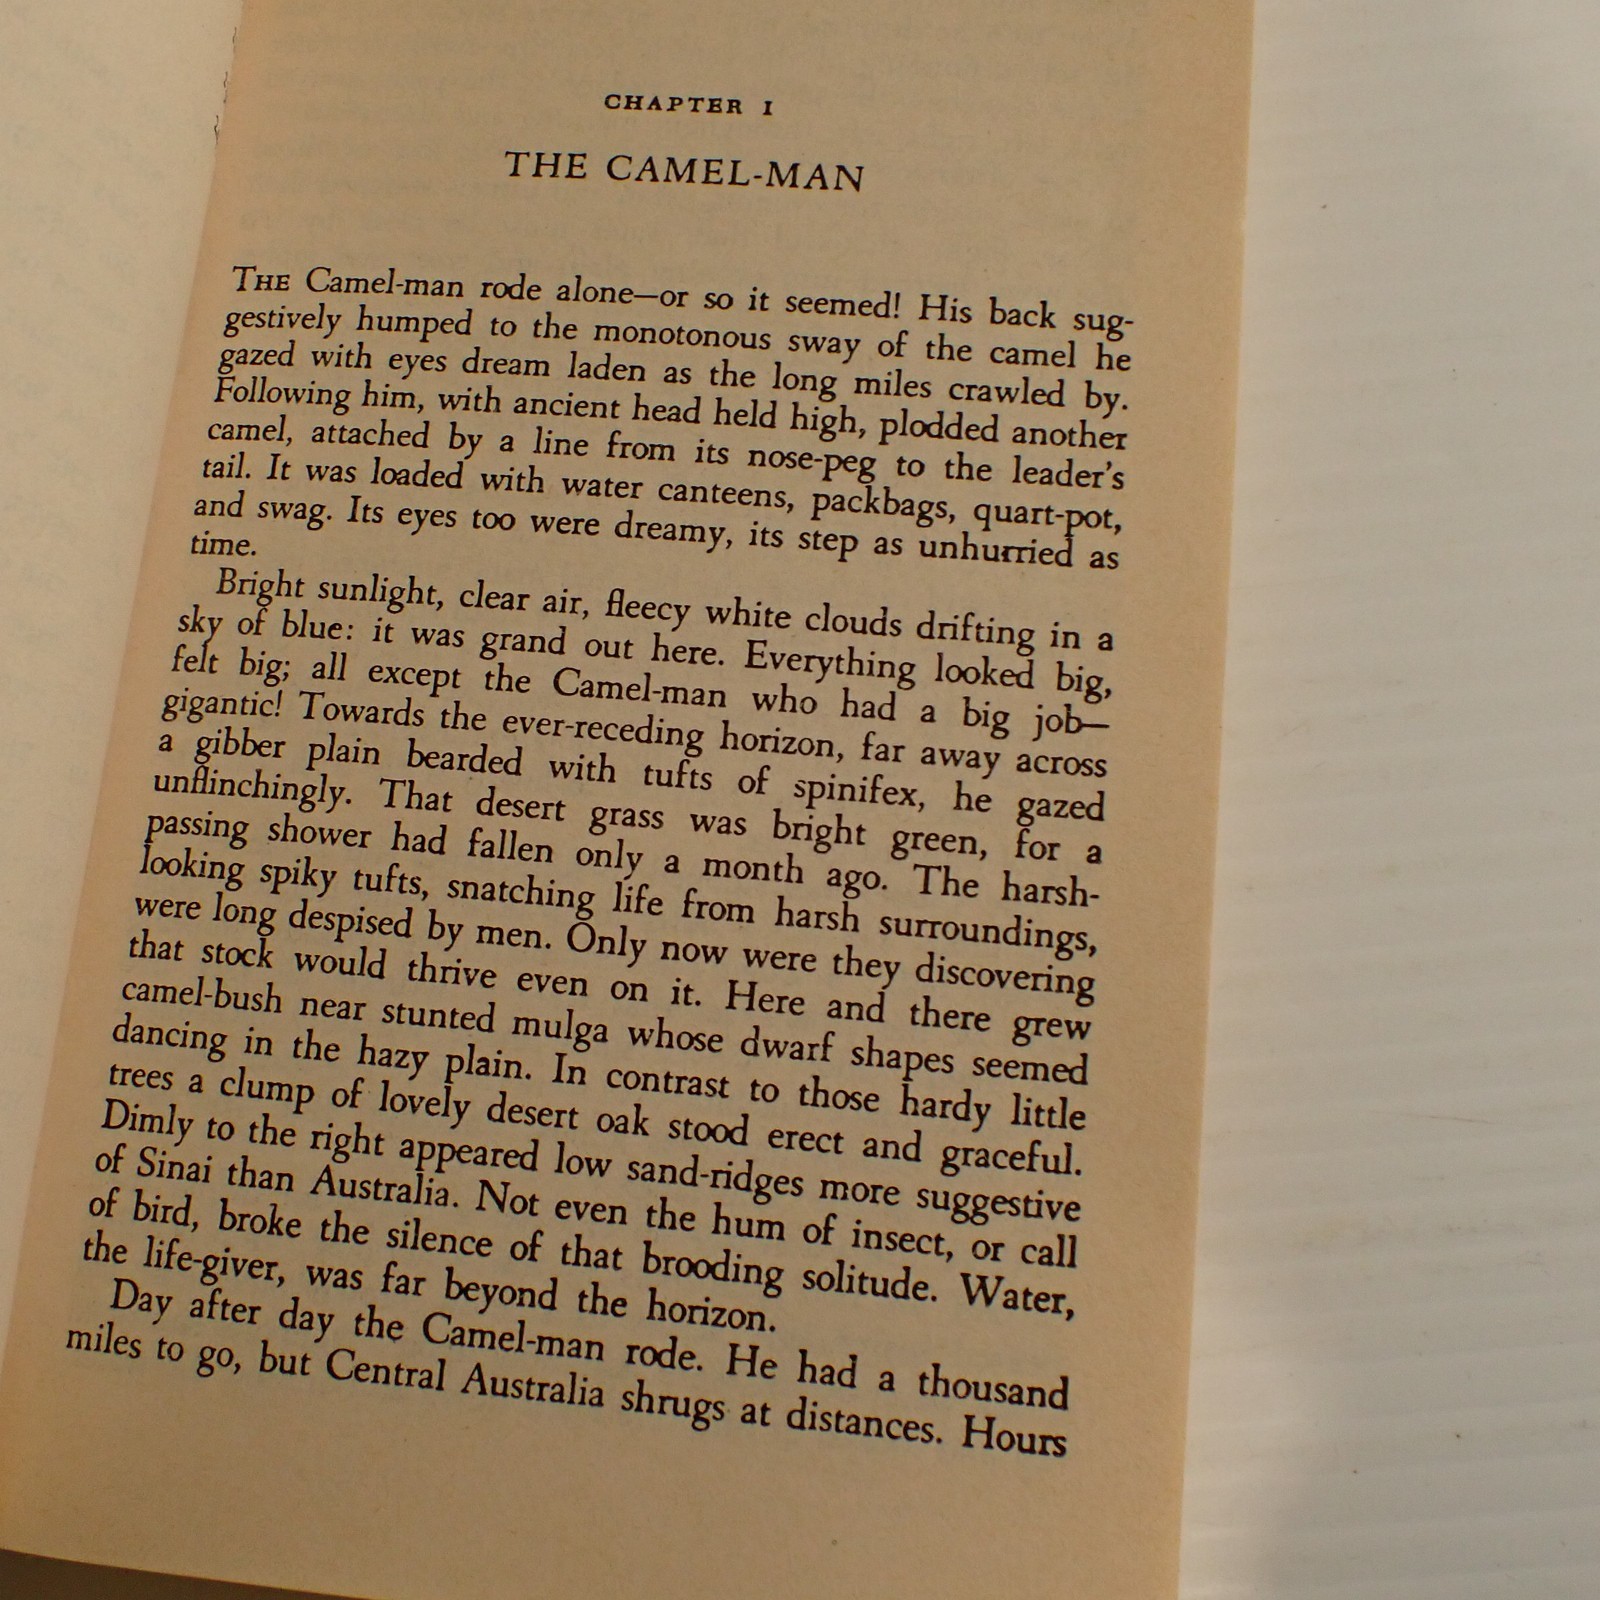 CHAPTER I
THE CAMEL-MAN
THE Camel-man rode alone—or so it seemed! His back sug-
gestively humped to the monotonous sway of the camel he
gazed with eyes dream laden as the long miles crawled by.
Following him, with ancient head held high, plodded another
camel, attached by a line from its nose-peg to the leader's
tail. It was loaded with water canteens, packbags, quart-pot,
and swag. Its eyes too were dreamy, its step as unhurried as
time.
Bright sunlight, clear air, fleecy white clouds drifting in a
sky of blue: it was grand out here. Everything looked big,
felt big; all except the Camel-man who had a big job—
gigantic! Towards the ever-receding horizon, far away across
a gibber plain bearded with tufts of spinifex, he gazed
unflinchingly. That desert grass was bright green, for a
passing shower had fallen only a month ago. The harsh-
looking spiky tufts, snatching life from harsh surroundings,
were long despised by men. Only now were they discovering
that stock would thrive even on it. Here and there grew
camel-bush near stunted mulga whose dwarf shapes seemed
dancing in the hazy plain. In contrast to those hardy little
trees a clump of lovely desert oak stood erect and graceful.
Dimly to the right appeared low sand-ridges more suggestive
of Sinai than Australia. Not even the hum of insect, or call
of bird, broke the silence of that brooding solitude. Water,
the life-giver, was far beyond the horizon.
Day after day the Camel-man rode. He had a thousand
miles to go, but Central Australia shrugs at distances. Hours